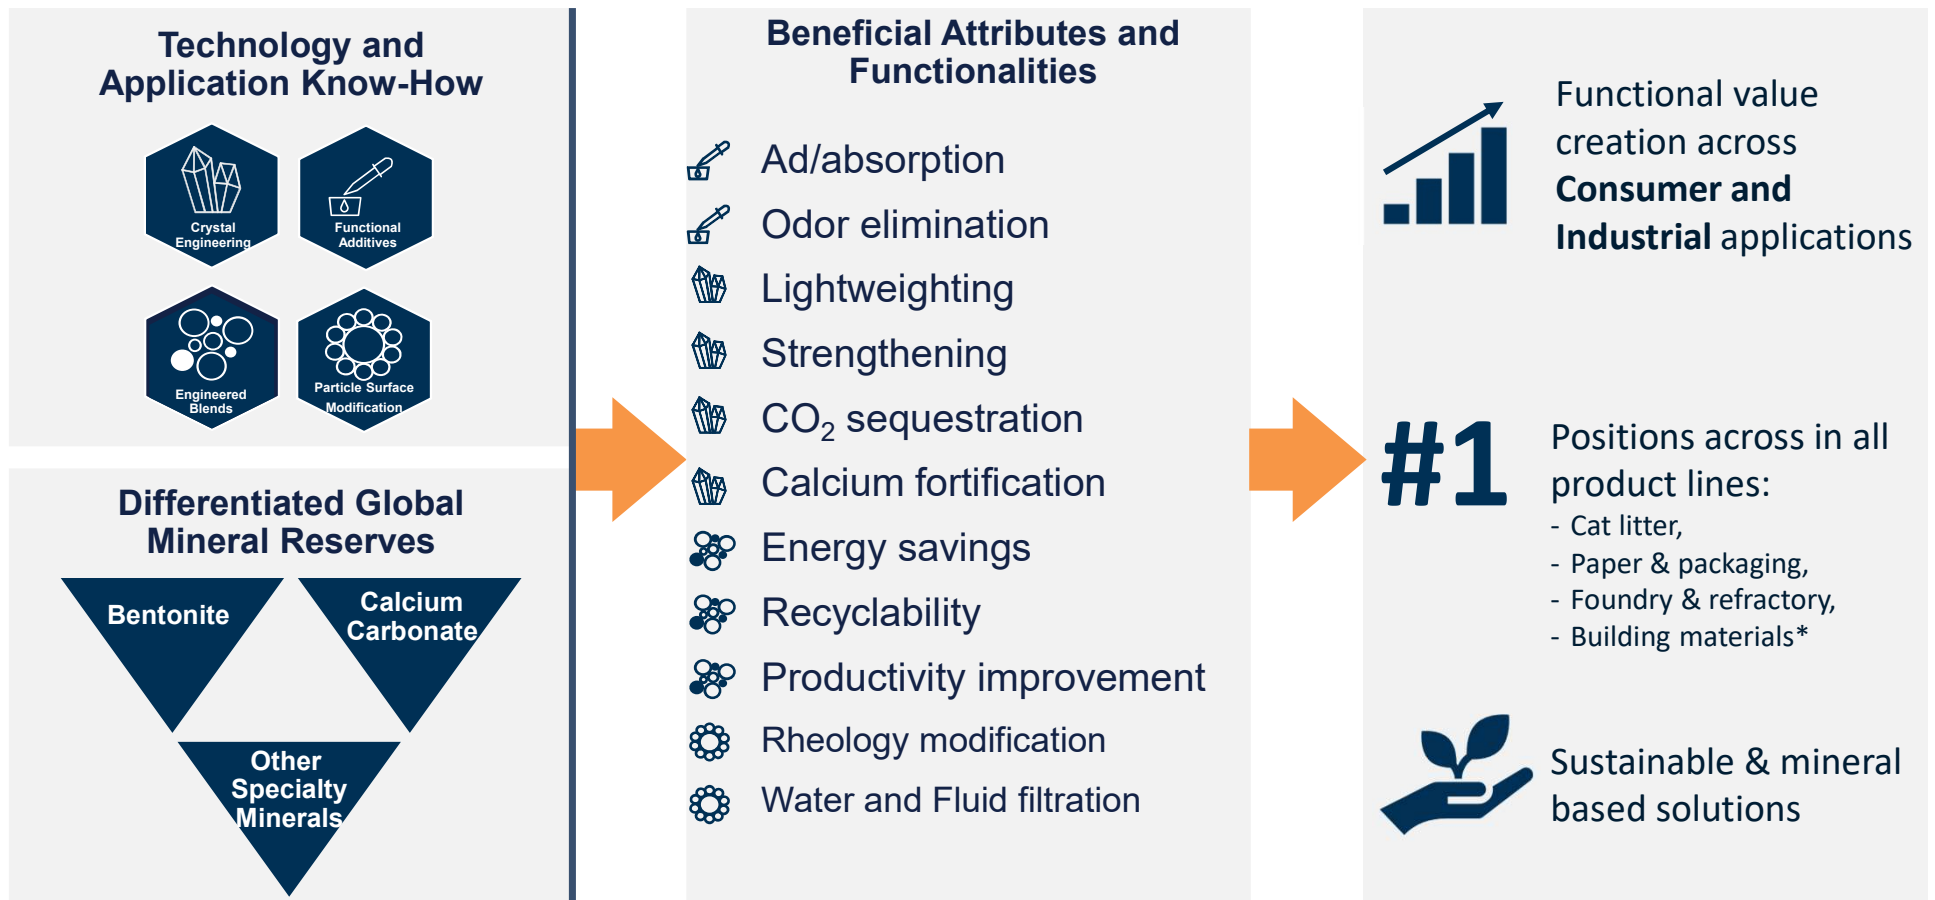 Technology and
Application Know-How
Crystal
Engineering
Functional
Additives
Engineered
Blends
Particle Surface
Modification
Differentiated Global
Mineral Reserves
Bentonite
Calcium
Carbonate
Other
Specialty
Minerals
Beneficial Attributes and
Functionalities
Ad/absorption
Odor elimination
Lightweighting
Strengthening
CO₂ sequestration
Calcium fortification
Energy savings
Recyclability
Productivity improvement
Rheology modification
Water and Fluid filtration
Functional value
creation across
Consumer and
Industrial applications
#1
Positions across in all
product lines:
- Cat litter,
- Paper & packaging,
- Foundry & refractory,
- Building materials*
Sustainable & mineral
based solutions